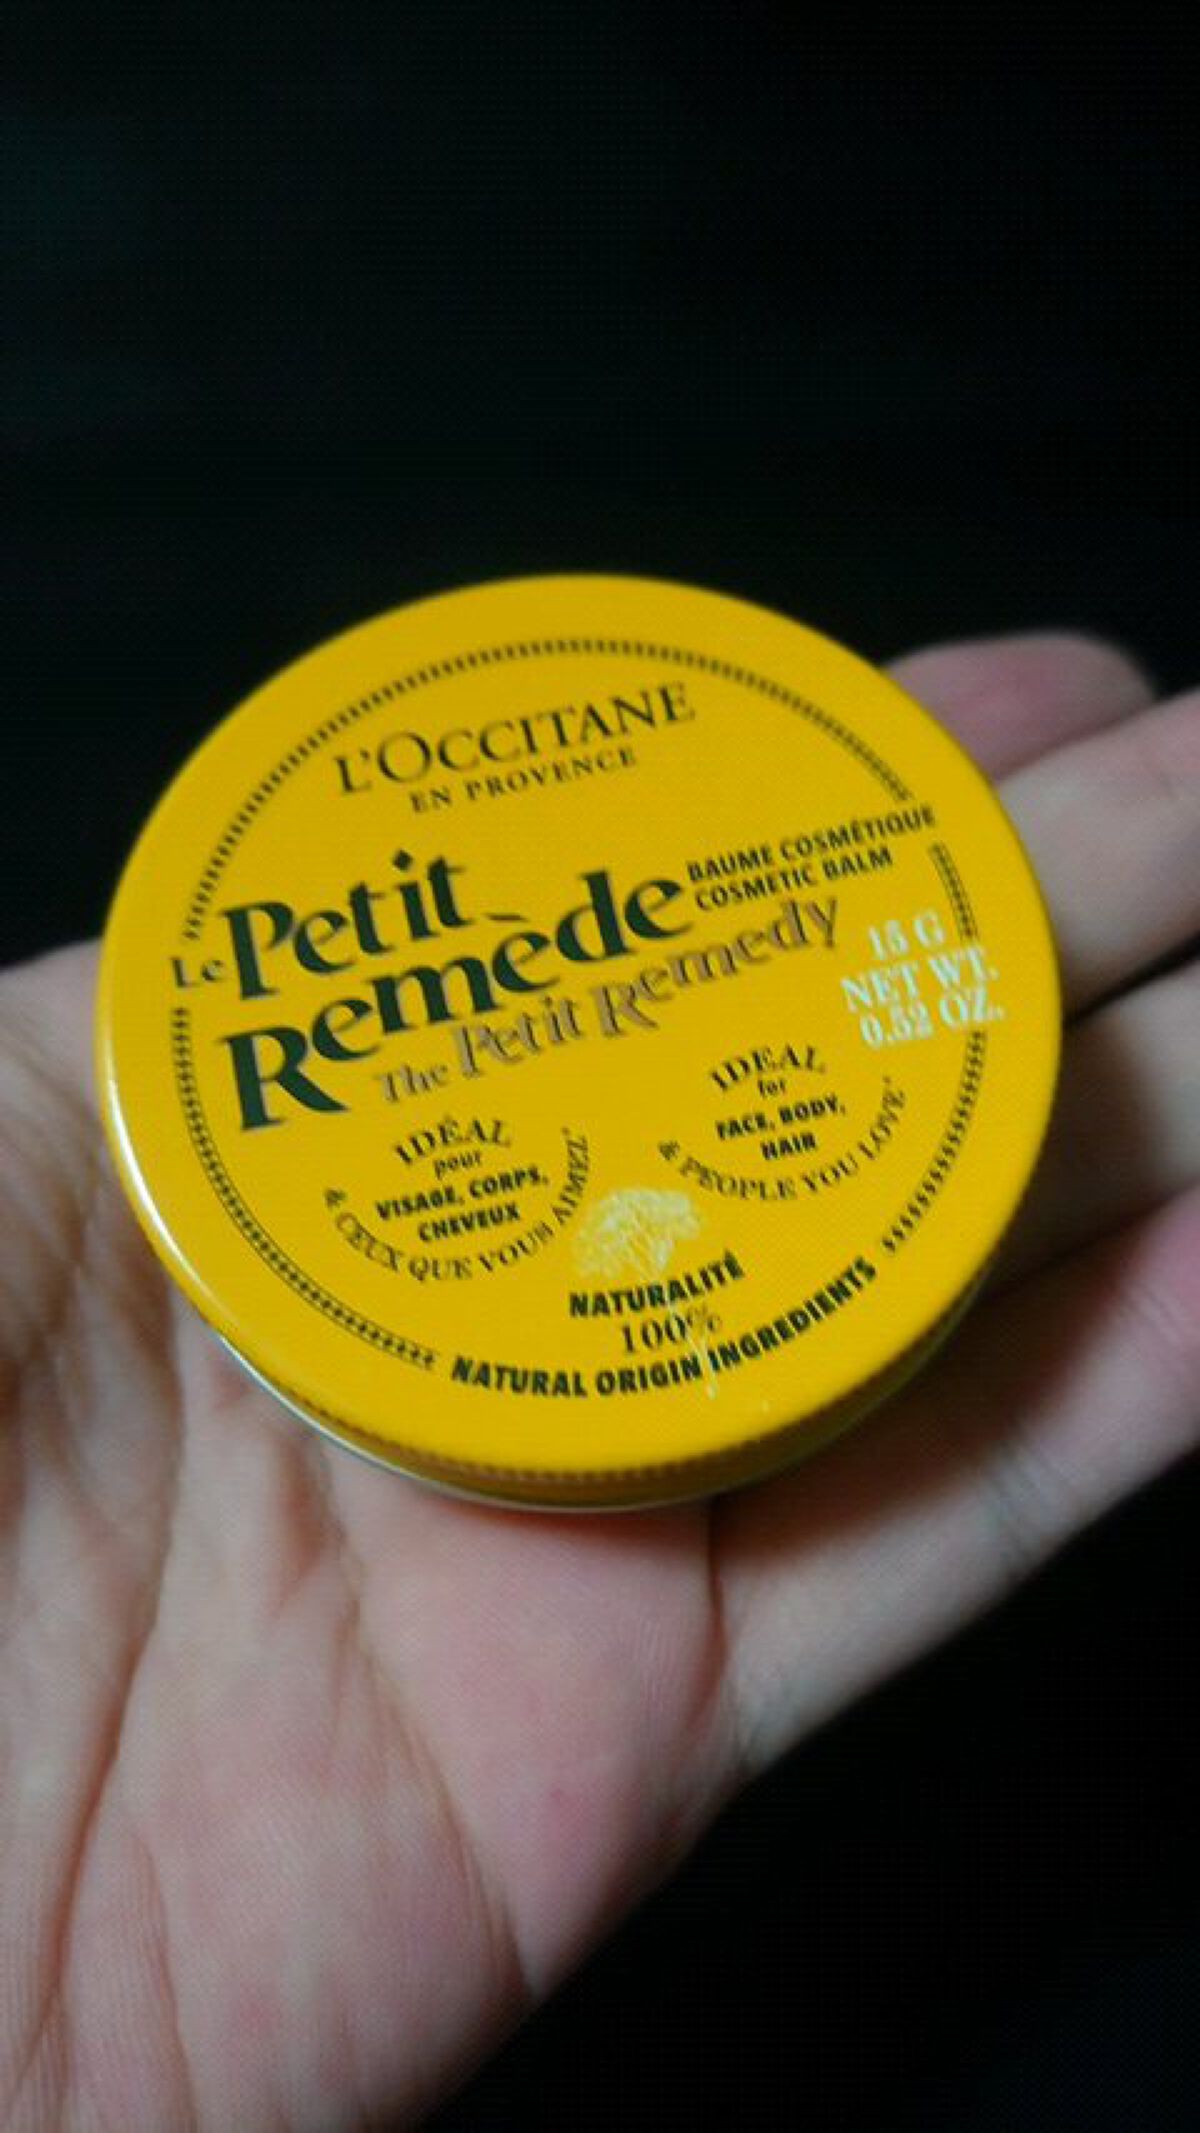 L'OCCITANE
EN PROVENCE
Le Petit
Remède
BAUME COSMÉTIQUE
COSMETIC BALM
The Petit Remedy
15 G
NET WT.
0.52 OZ.
IDÉAL
pour
VISAGE, CORPS,
CHEVEUX
& CEUX QUE VOUS AIMEZ.
IDEAL
for
FACE, BODY,
HAIR
& PEOPLE YOU LOVE.
NATURALITÉ
100%
NATURAL ORIGIN INGREDIENTS